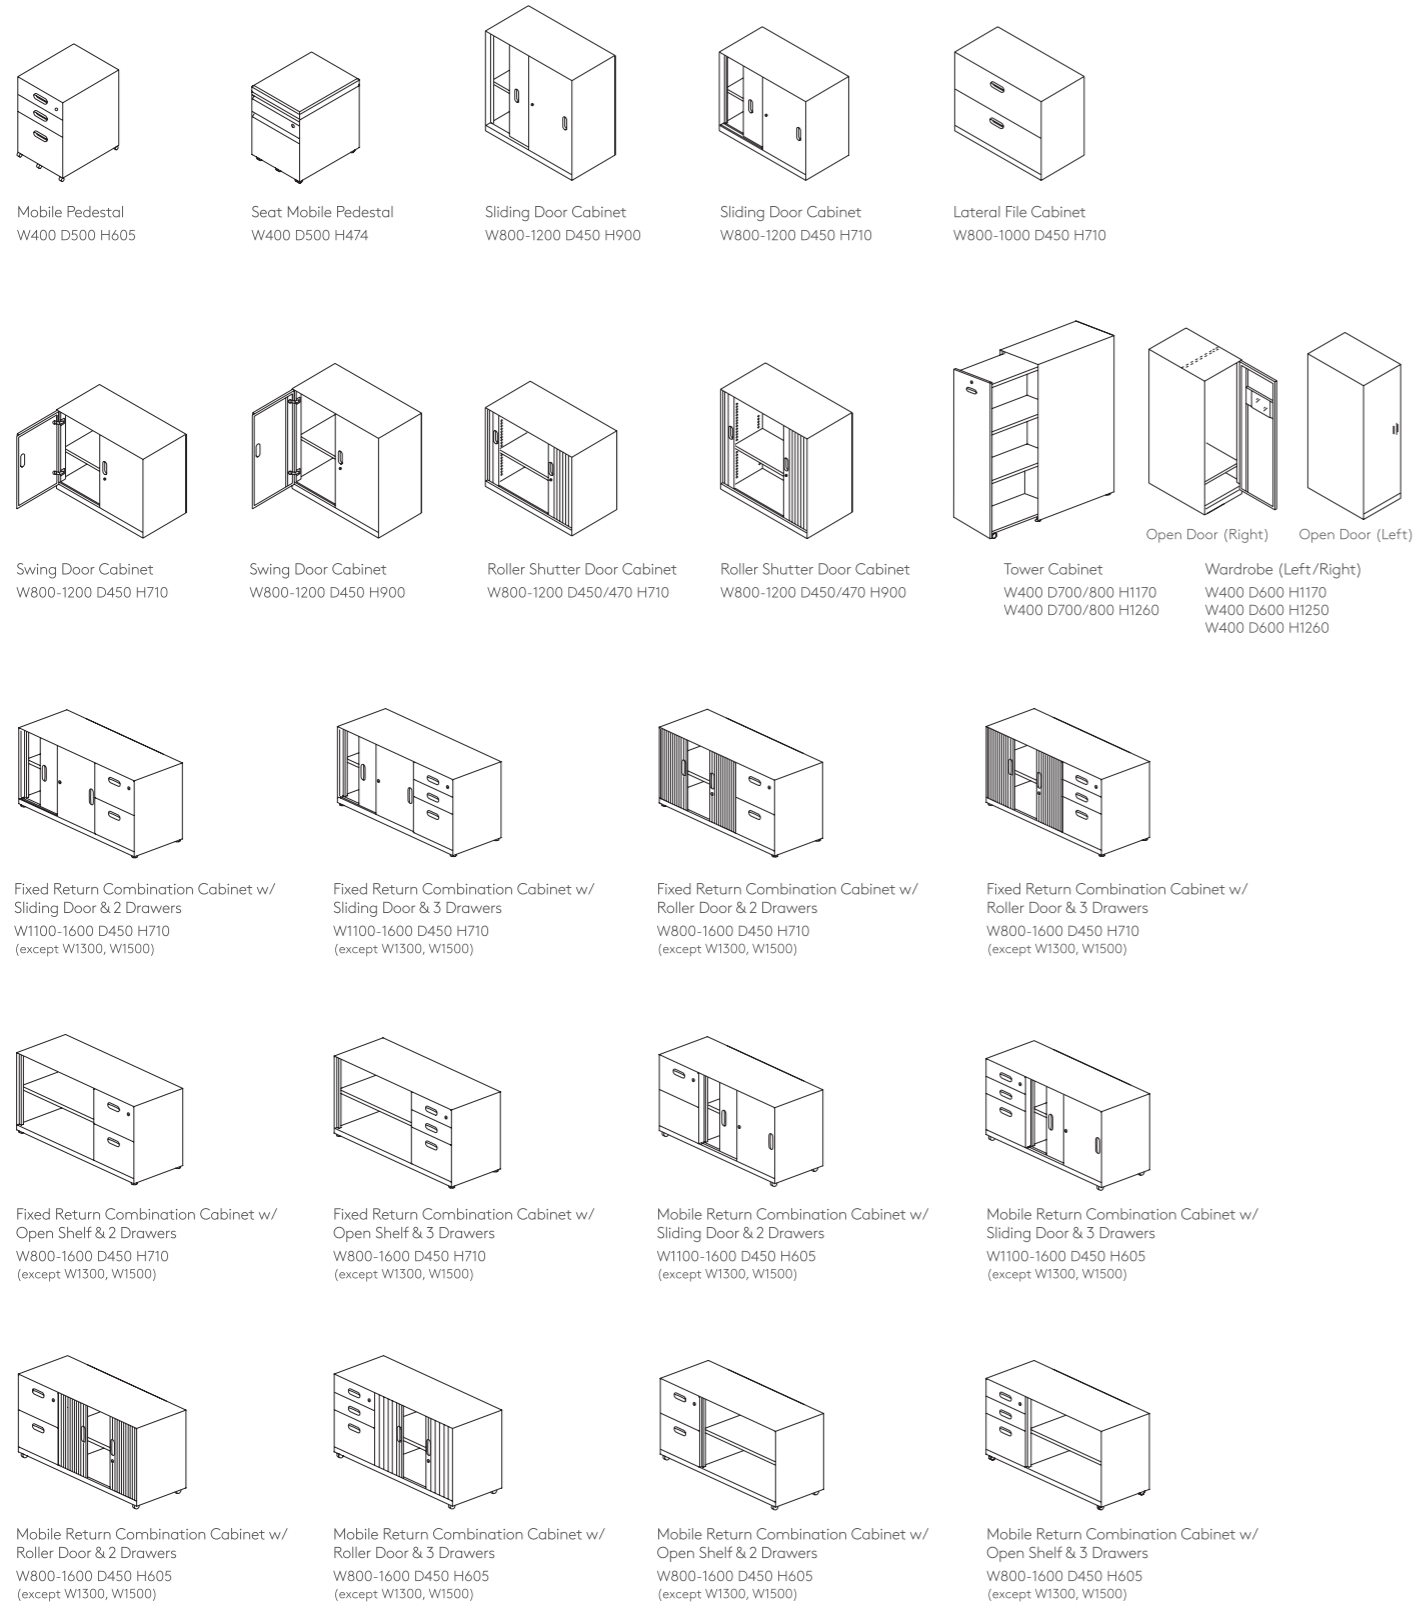 Mobile Pedestal
W400 D500 H605
Seat Mobile Pedestal
W400 D500 H474
Sliding Door Cabinet
W800-1200 D450 H900
Sliding Door Cabinet
W800-1200 D450 H710
Lateral File Cabinet
W800-1000 D450 H710
Swing Door Cabinet
W800-1200 D450 H710
Swing Door Cabinet
W800-1200 D450 H900
Roller Shutter Door Cabinet
W800-1200 D450/470 H710
Roller Shutter Door Cabinet
W800-1200 D450/470 H900
Tower Cabinet
W400 D700/800 H1170
W400 D700/800 H1260
Open Door (Right)
Open Door (Left)
Wardrobe (Left/Right)
W400 D600 H1170
W400 D600 H1250
W400 D600 H1260
Fixed Return Combination Cabinet w/
Sliding Door & 2 Drawers
W1100-1600 D450 H710
(except W1300, W1500)
Fixed Return Combination Cabinet w/
Sliding Door & 3 Drawers
W1100-1600 D450 H710
(except W1300, W1500)
Fixed Return Combination Cabinet w/
Roller Door & 2 Drawers
W800-1600 D450 H710
(except W1300, W1500)
Fixed Return Combination Cabinet w/
Roller Door & 3 Drawers
W800-1600 D450 H710
(except W1300, W1500)
Fixed Return Combination Cabinet w/
Open Shelf & 2 Drawers
W800-1600 D450 H710
(except W1300, W1500)
Fixed Return Combination Cabinet w/
Open Shelf & 3 Drawers
W800-1600 D450 H710
(except W1300, W1500)
Mobile Return Combination Cabinet w/
Sliding Door & 2 Drawers
W1100-1600 D450 H605
(except W1300, W1500)
Mobile Return Combination Cabinet w/
Sliding Door & 3 Drawers
W1100-1600 D450 H605
(except W1300, W1500)
Mobile Return Combination Cabinet w/
Roller Door & 2 Drawers
W800-1600 D450 H605
(except W1300, W1500)
Mobile Return Combination Cabinet w/
Roller Door & 3 Drawers
W800-1600 D450 H605
(except W1300, W1500)
Mobile Return Combination Cabinet w/
Open Shelf & 2 Drawers
W800-1600 D450 H605
(except W1300, W1500)
Mobile Return Combination Cabinet w/
Open Shelf & 3 Drawers
W800-1600 D450 H605
(except W1300, W1500)